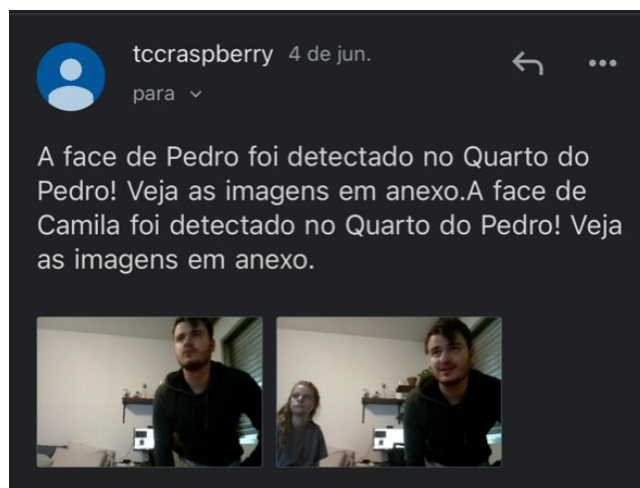 tccraspberry 4 de jun.
para
A face de Pedro foi detectado no Quarto do
Pedro! Veja as imagens em anexo.A face de
Camila foi detectado no Quarto do Pedro! Veja
as imagens em anexo.